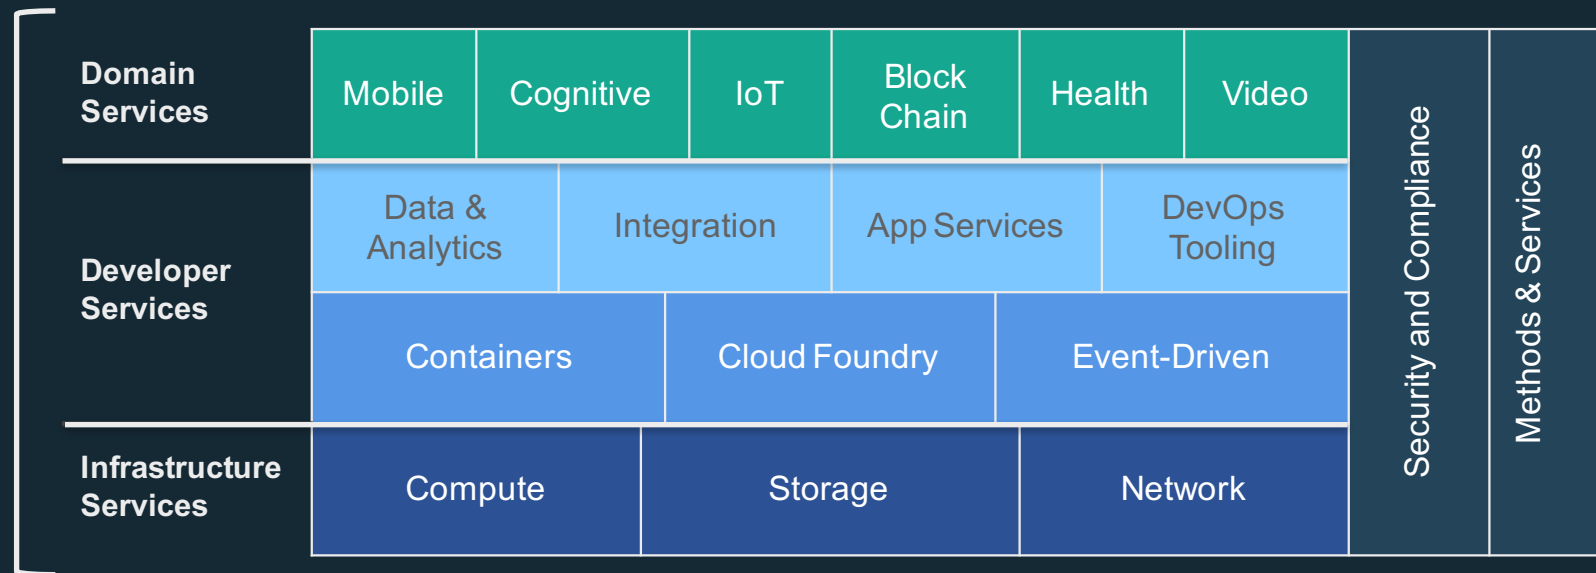 Domain
Services
Mobile
Cognitive
IoT
Block
Chain
Health
Video
Developer
Services
Data &
Analytics
Integration
App Services
DevOps
Tooling
Containers
Cloud Foundry
Event-Driven
Infrastructure
Services
Compute
Storage
Network
Security and Compliance
Methods & Services